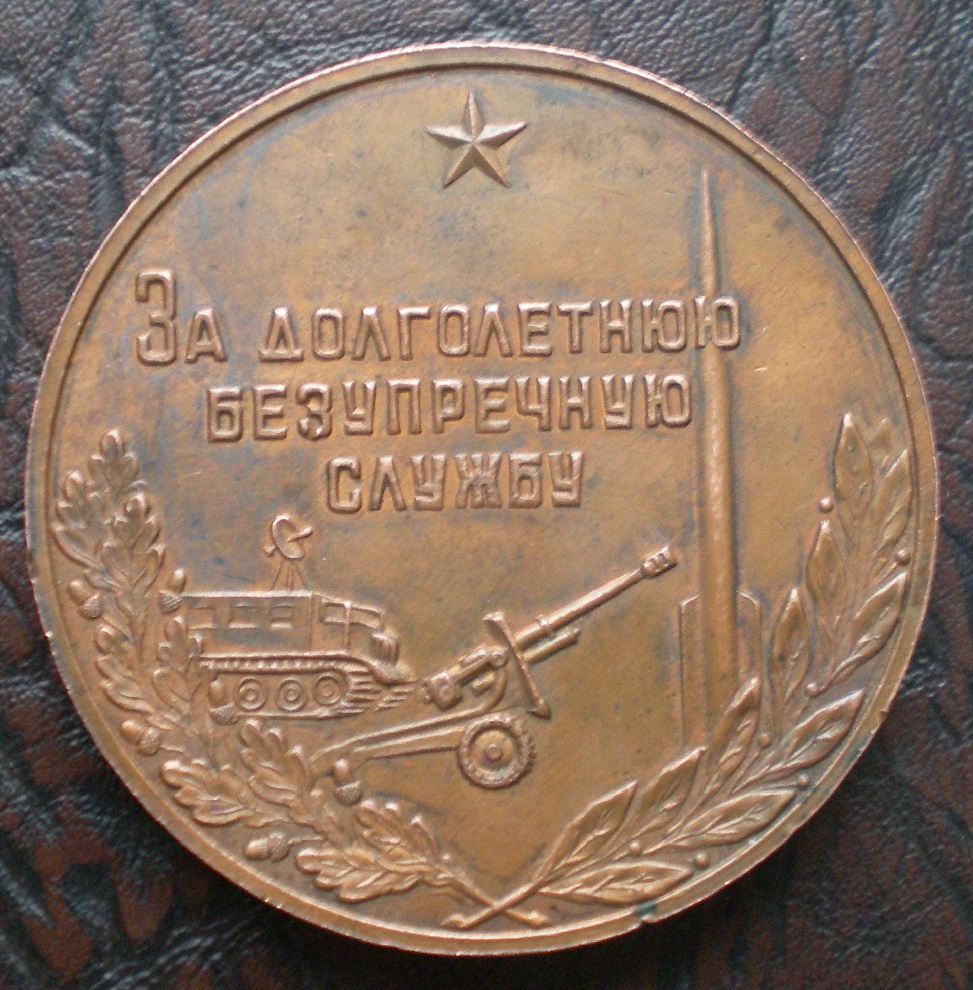 За долголетнюю
безупречную
службу